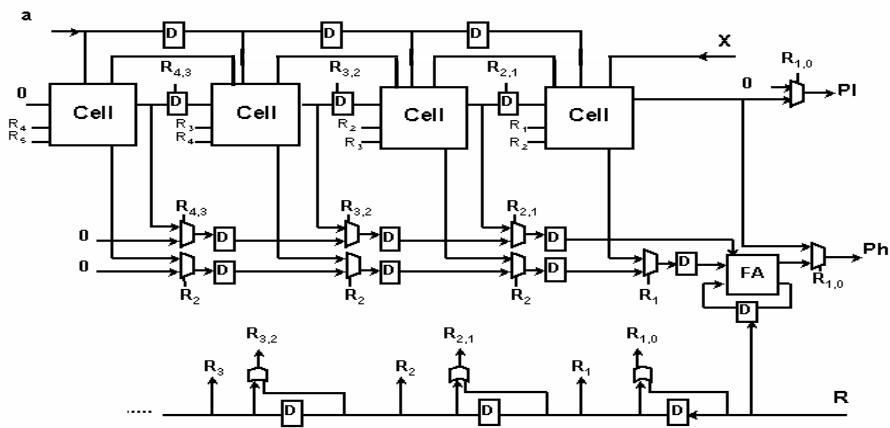 a
D D D
X
R4,3 R3,2 R2,1 R1,0
0 Cell D Cell D Cell D Cell 0 Pl
R4 R3 R2 R1
R5 R4 R3 R2
R4,3 R3,2 R2,1
0 D D D
0 D D D D FA Ph
R2 R2 R2 R1 R1,0
D
R3,2 R2,1 R1,0
R3 R2 R1
..... D D D R